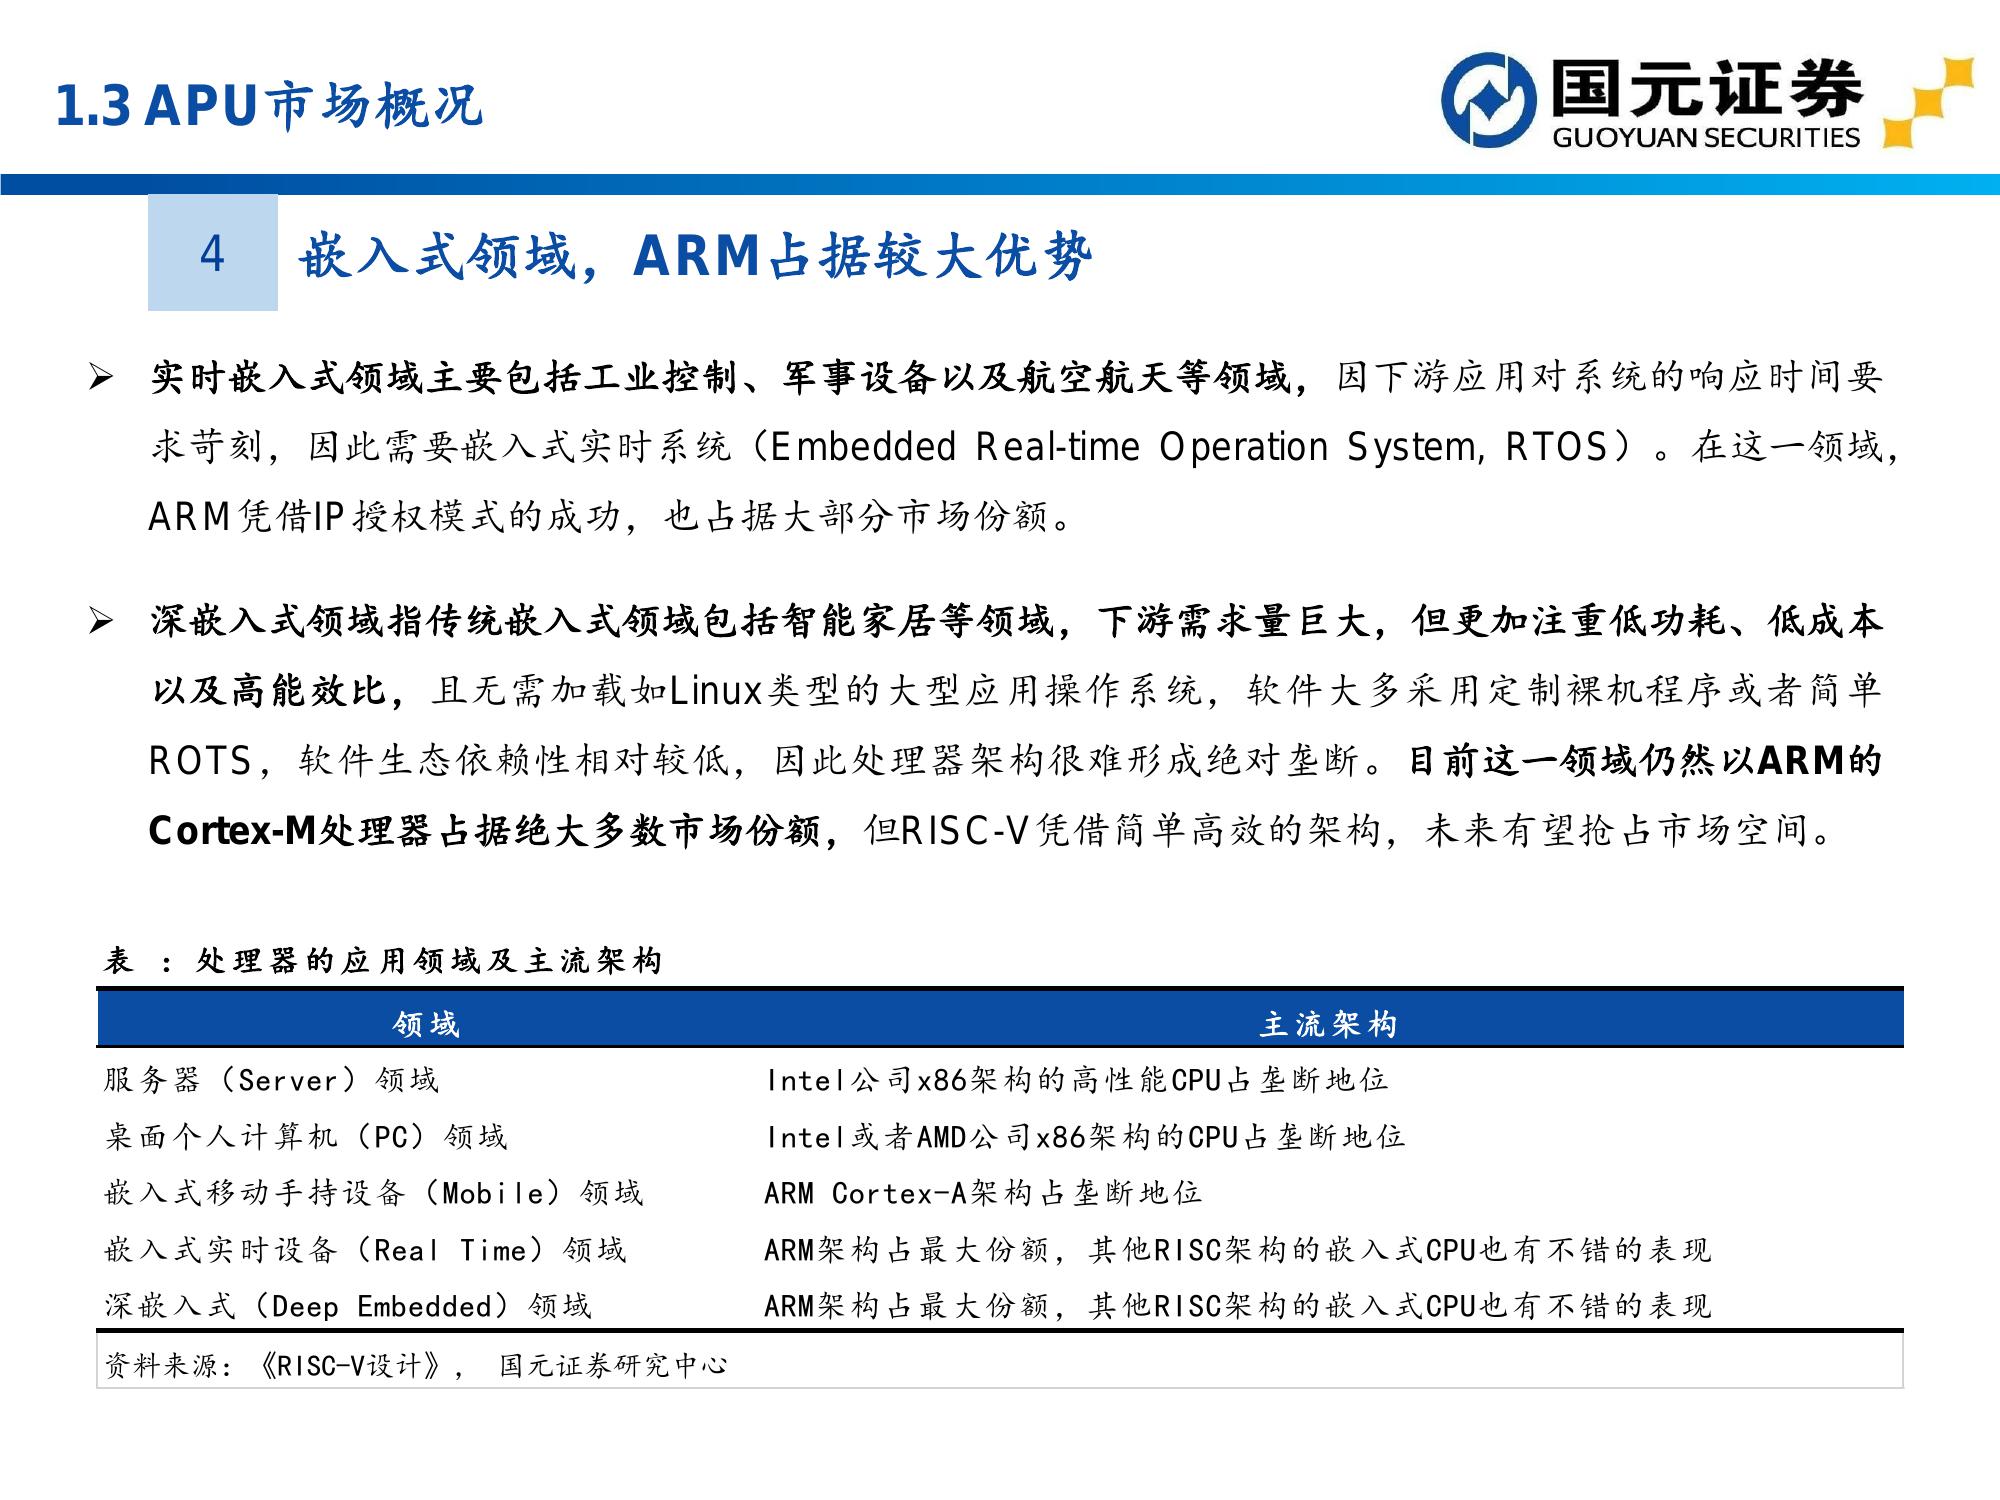 1.3 APU市场概况
国元证券
GUOYUAN SECURITIES
4
嵌入式领域，ARM占据较大优势
➢ 实时嵌入式领域主要包括工业控制、军事设备以及航空航天等领域，因下游应用对系统的响应时间要
求苛刻，因此需要嵌入式实时系统（Embedded Real-time Operation System, RTOS）。在这一领域，
ARM凭借IP授权模式的成功，也占据大部分市场份额。
➢ 深嵌入式领域指传统嵌入式领域包括智能家居等领域，下游需求量巨大，但更加注重低功耗、低成本
以及高能效比，且无需加载如Linux类型的大型应用操作系统，软件大多采用定制裸机程序或者简单
ROTS，软件生态依赖性相对较低，因此处理器架构很难形成绝对垄断。目前这一领域仍然以ARM的
Cortex-M处理器占据绝大多数市场份额，但RISC-V凭借简单高效的架构，未来有望抢占市场空间。
表 ：处理器的应用领域及主流架构
领域 主流架构
服务器（Server）领域 Intel公司x86架构的高性能CPU占垄断地位
桌面个人计算机（PC）领域 Intel或者AMD公司x86架构的CPU占垄断地位
嵌入式移动手持设备（Mobile）领域 ARM Cortex-A架构占垄断地位
嵌入式实时设备（Real Time）领域 ARM架构占最大份额，其他RISC架构的嵌入式CPU也有不错的表现
深嵌入式（Deep Embedded）领域 ARM架构占最大份额，其他RISC架构的嵌入式CPU也有不错的表现
资料来源：《RISC-V设计》， 国元证券研究中心